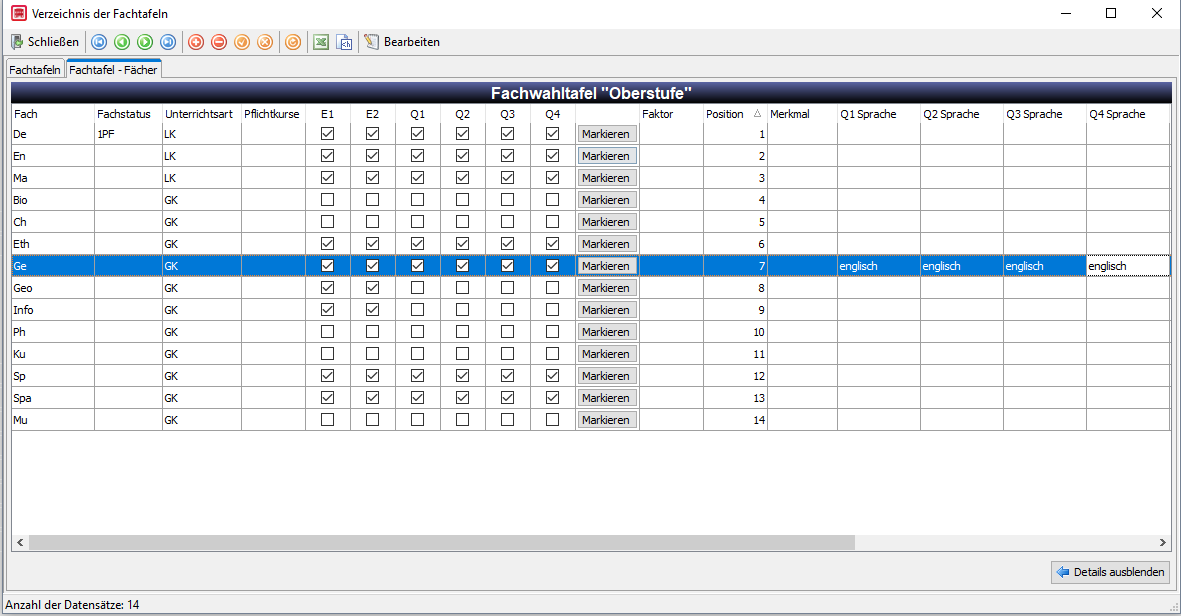 Verzeichnis der Fachtafeln
Schließen Bearbeiten
Fachtafeln Fachtafel - Fächer
Fachwahltafel "Oberstufe"
Fach Fachstatus Unterrichtsart Pflichtkurse E1 E2 Q1 Q2 Q3 Q4 Faktor Position Merkmal Q1 Sprache Q2 Sprache Q3 Sprache Q4 Sprache
De 1PF LK Markieren 1
En LK Markieren 2
Ma LK Markieren 3
Bio GK Markieren 4
Ch GK Markieren 5
Eth GK Markieren 6
Ge GK Markieren 7 englisch englisch englisch englisch
Geo GK Markieren 8
Info GK Markieren 9
Ph GK Markieren 10
Ku GK Markieren 11
Sp GK Markieren 12
Spa GK Markieren 13
Mu GK Markieren 14
Details ausblenden
Anzahl der Datensätze: 14